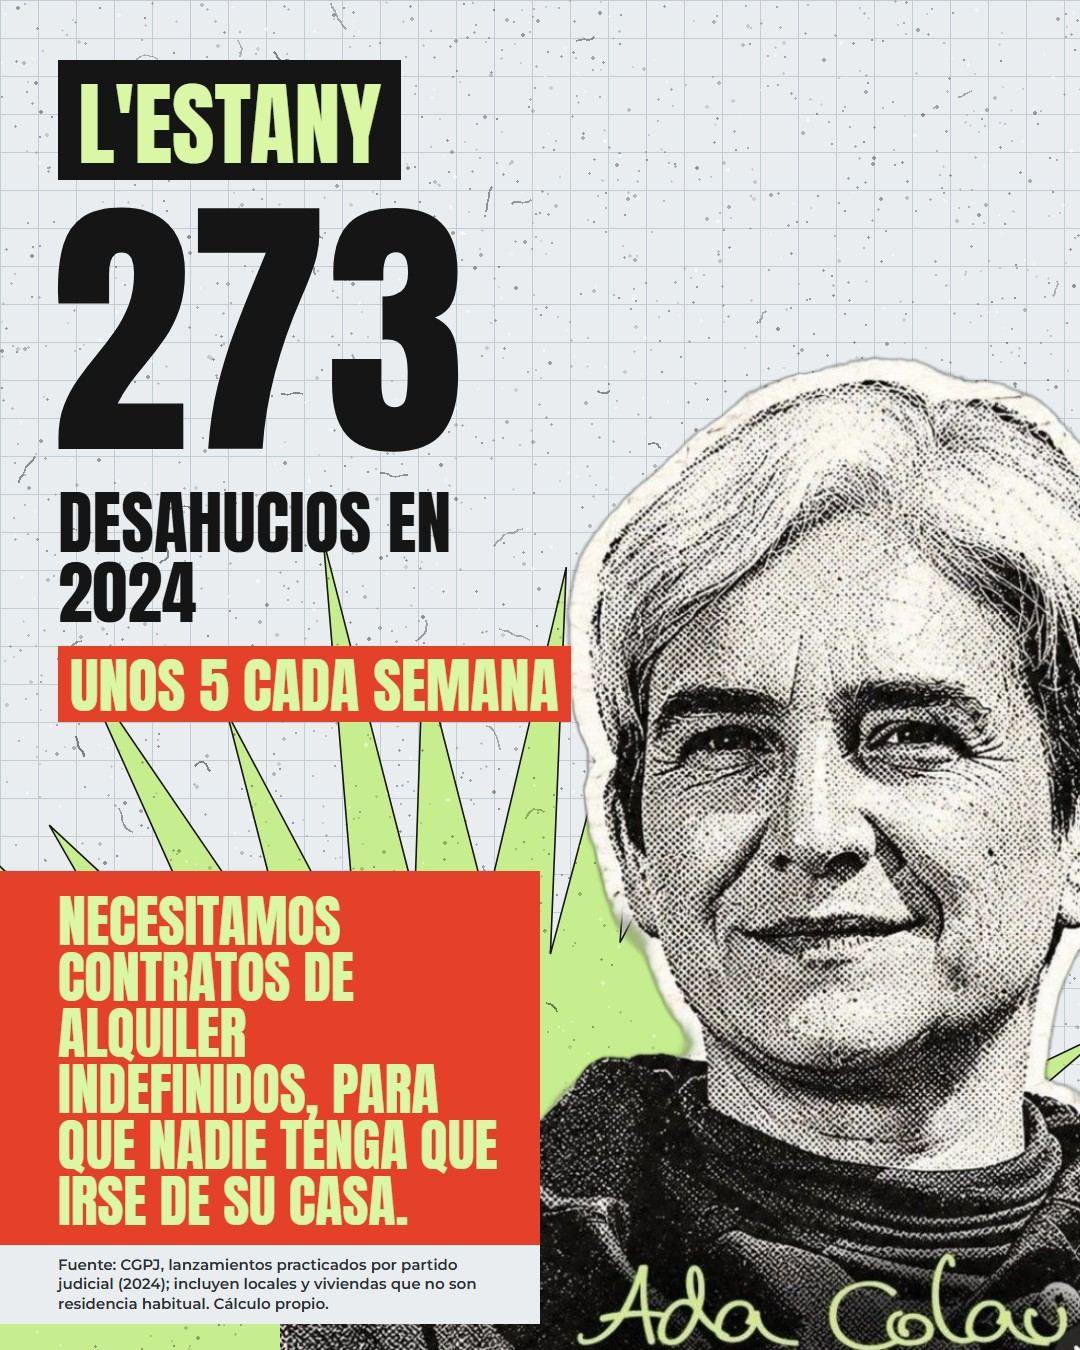 L'ESTANY
273
DESAHUCIOS EN
2024
UNOS 5 CADA SEMANA
NECESITAMOS
CONTRATOS DE
ALQUILER
INDEFINIDOS, PARA
QUE NADIE TENGA QUE
IRSE DE SU CASA.
Fuente: CGPJ, lanzamientos practicados por partido
judicial (2024); incluyen locales y viviendas que no son
residencia habitual. Cálculo propio.
Ada Colau